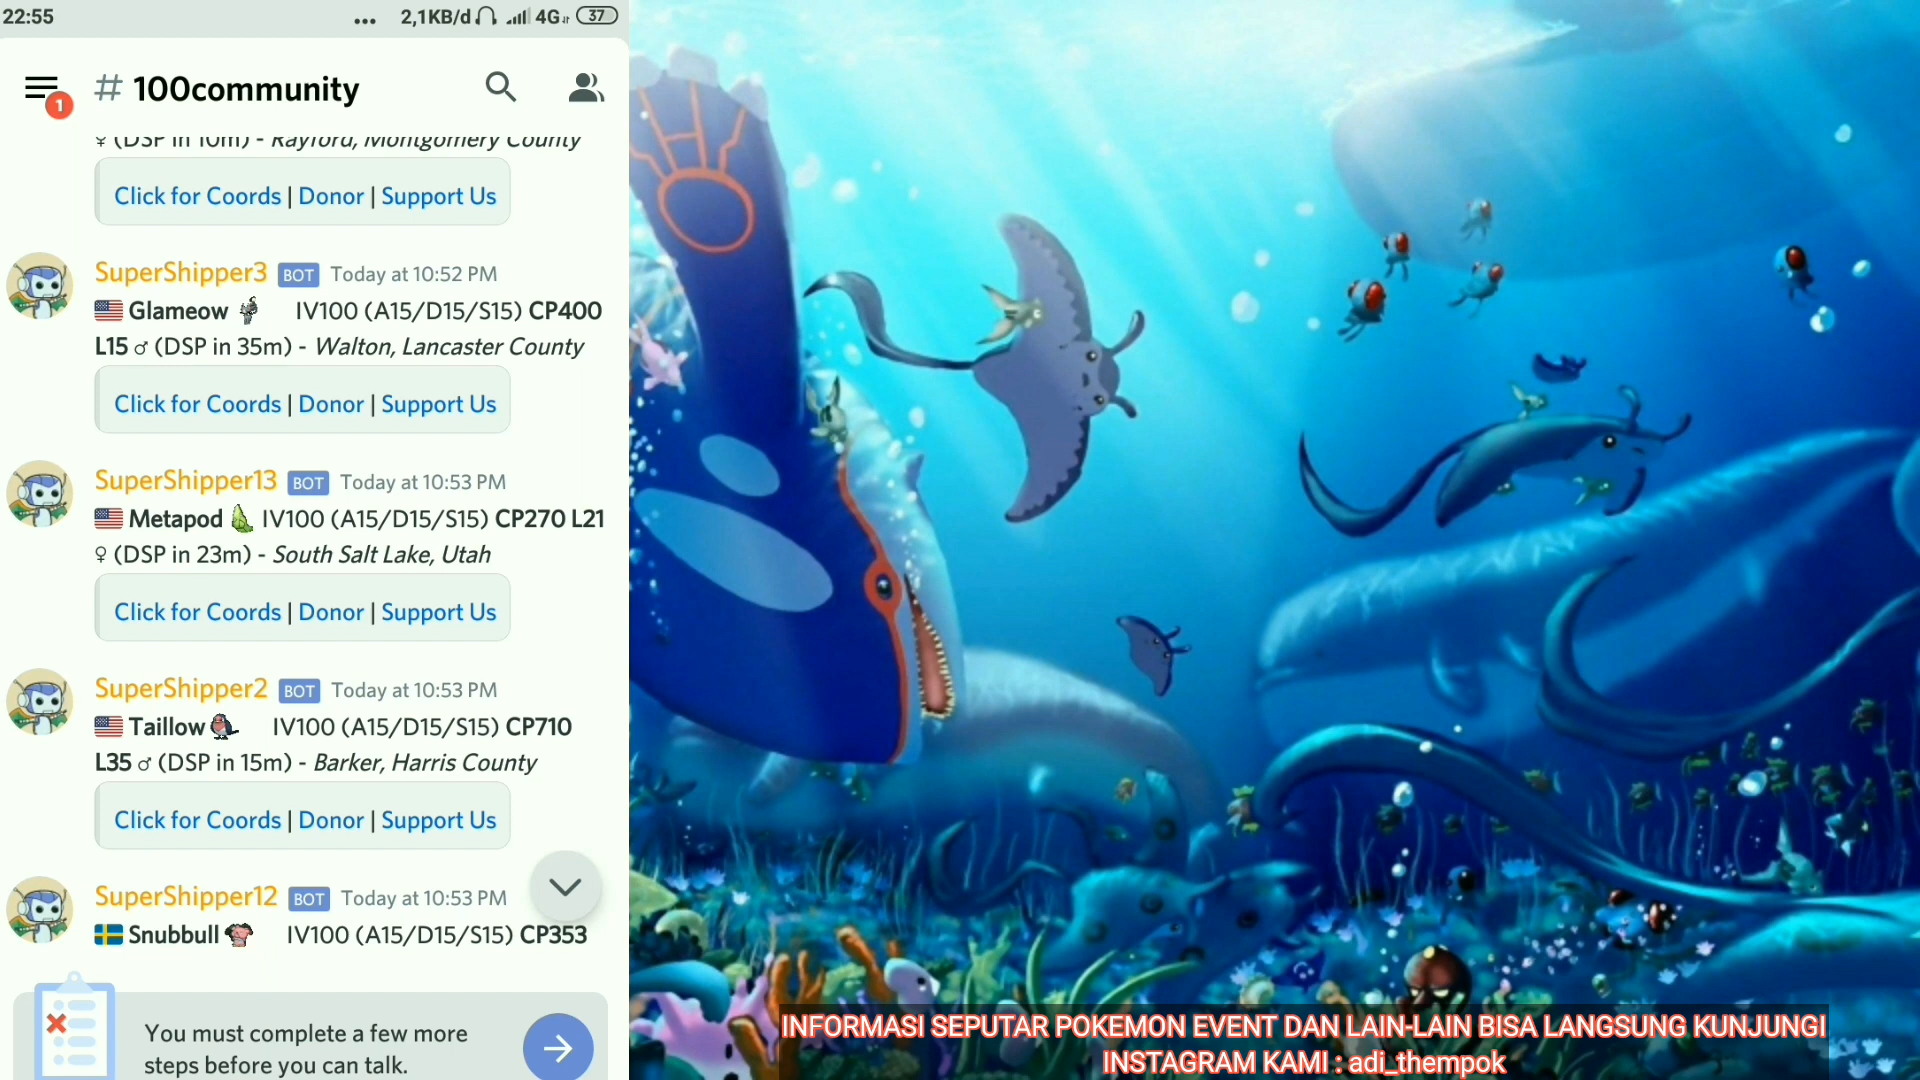 22:55 ... 2,1KB/d 4G 37
1
# 100community
♀ (DSP in 10m) - Rayford, Montgomery County
Click for Coords | Donor | Support Us
SuperShipper3 BOT Today at 10:52 PM
Glameow IV100 (A15/D15/S15) CP400
L15 ♂ (DSP in 35m) - Walton, Lancaster County
Click for Coords | Donor | Support Us
SuperShipper13 BOT Today at 10:53 PM
Metapod IV100 (A15/D15/S15) CP270 L21
♀ (DSP in 23m) - South Salt Lake, Utah
Click for Coords | Donor | Support Us
SuperShipper2 BOT Today at 10:53 PM
Taillow IV100 (A15/D15/S15) CP710
L35 ♂ (DSP in 15m) - Barker, Harris County
Click for Coords | Donor | Support Us
SuperShipper12 BOT Today at 10:53 PM
Snubbull IV100 (A15/D15/S15) CP353
You must complete a few more
steps before you can talk.
INFORMASI SEPUTAR POKEMON EVENT DAN LAIN-LAIN BISA LANGSUNG KUNJUNGI
INSTAGRAM KAMI : adi_thempok